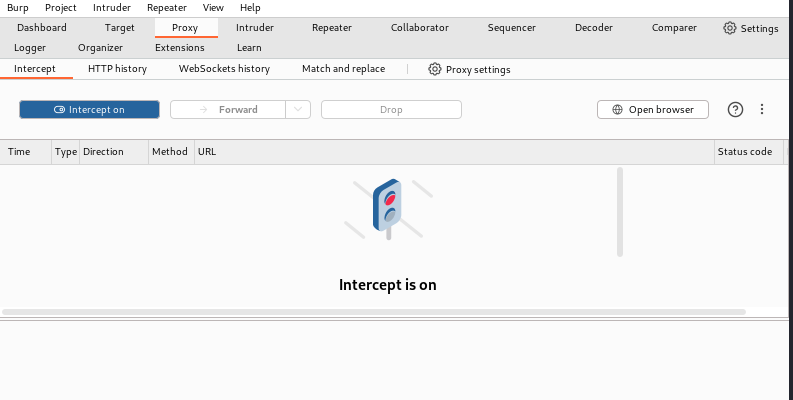 Burp Project Intruder Repeater View Help
Dashboard Target Proxy Intruder Repeater Collaborator Sequencer Decoder Comparer Settings
Logger Organizer Extensions Learn
Intercept HTTP history WebSockets history Match and replace Proxy settings
Intercept on Forward Drop Open browser
Time Type Direction Method URL Status code
Intercept is on